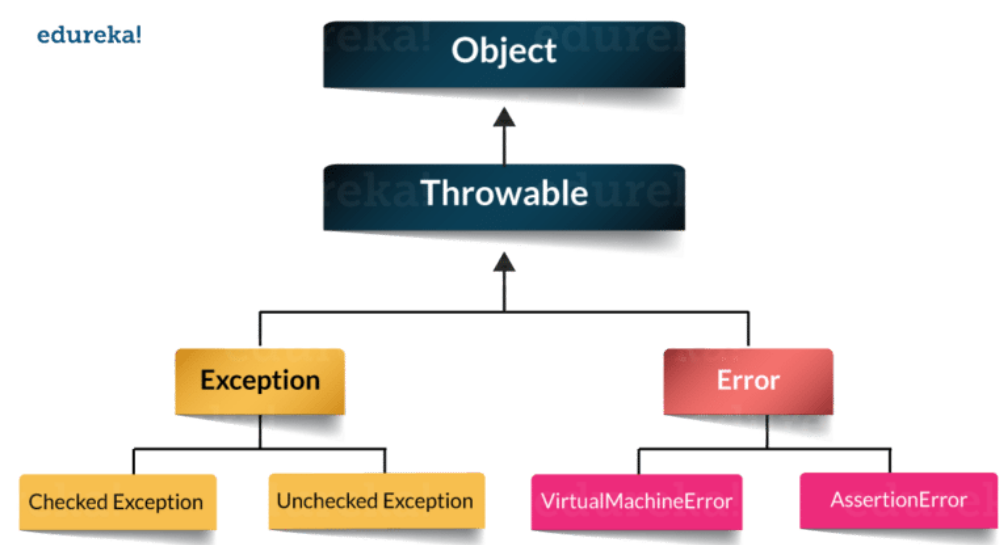 edureka!
Object
Throwable
Exception
Error
Checked Exception
Unchecked Exception
VirtualMachineError
AssertionError